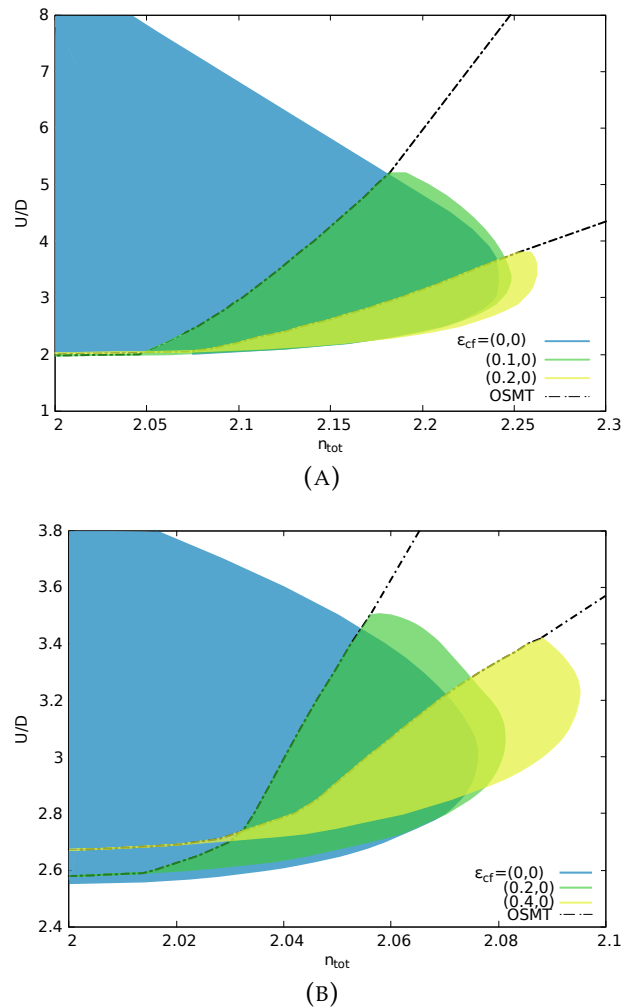 8
7
6
5
4
3
2
1
U/D
ε_cf=(0,0)
(0.1,0)
(0.2,0)
OSMT
2 2.05 2.1 2.15 2.2 2.25 2.3
n_tot
(A)
3.8
3.6
3.4
3.2
3
2.8
2.6
2.4
U/D
ε_cf=(0,0)
(0.2,0)
(0.4,0)
OSMT
2 2.02 2.04 2.06 2.08 2.1
n_tot
(B)